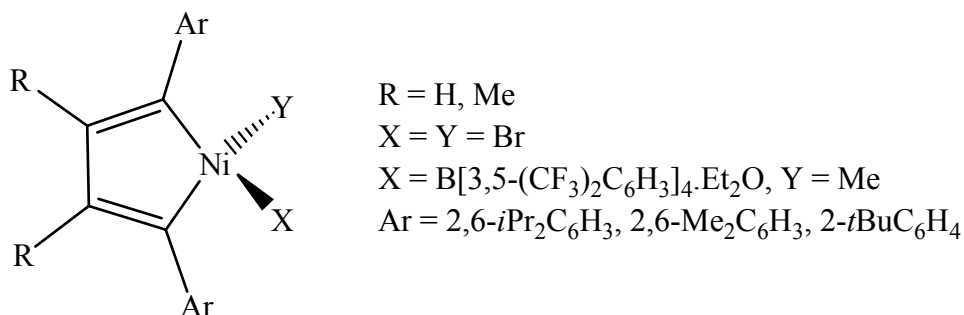 Ar
R
Y
Ni
X
R
Ar
R = H, Me
X = Y = Br
X = B[3,5-(CF₃)₂C₆H₃]₄.Et₂O, Y = Me
Ar = 2,6-iPr₂C₆H₃, 2,6-Me₂C₆H₃, 2-tBuC₆H₄